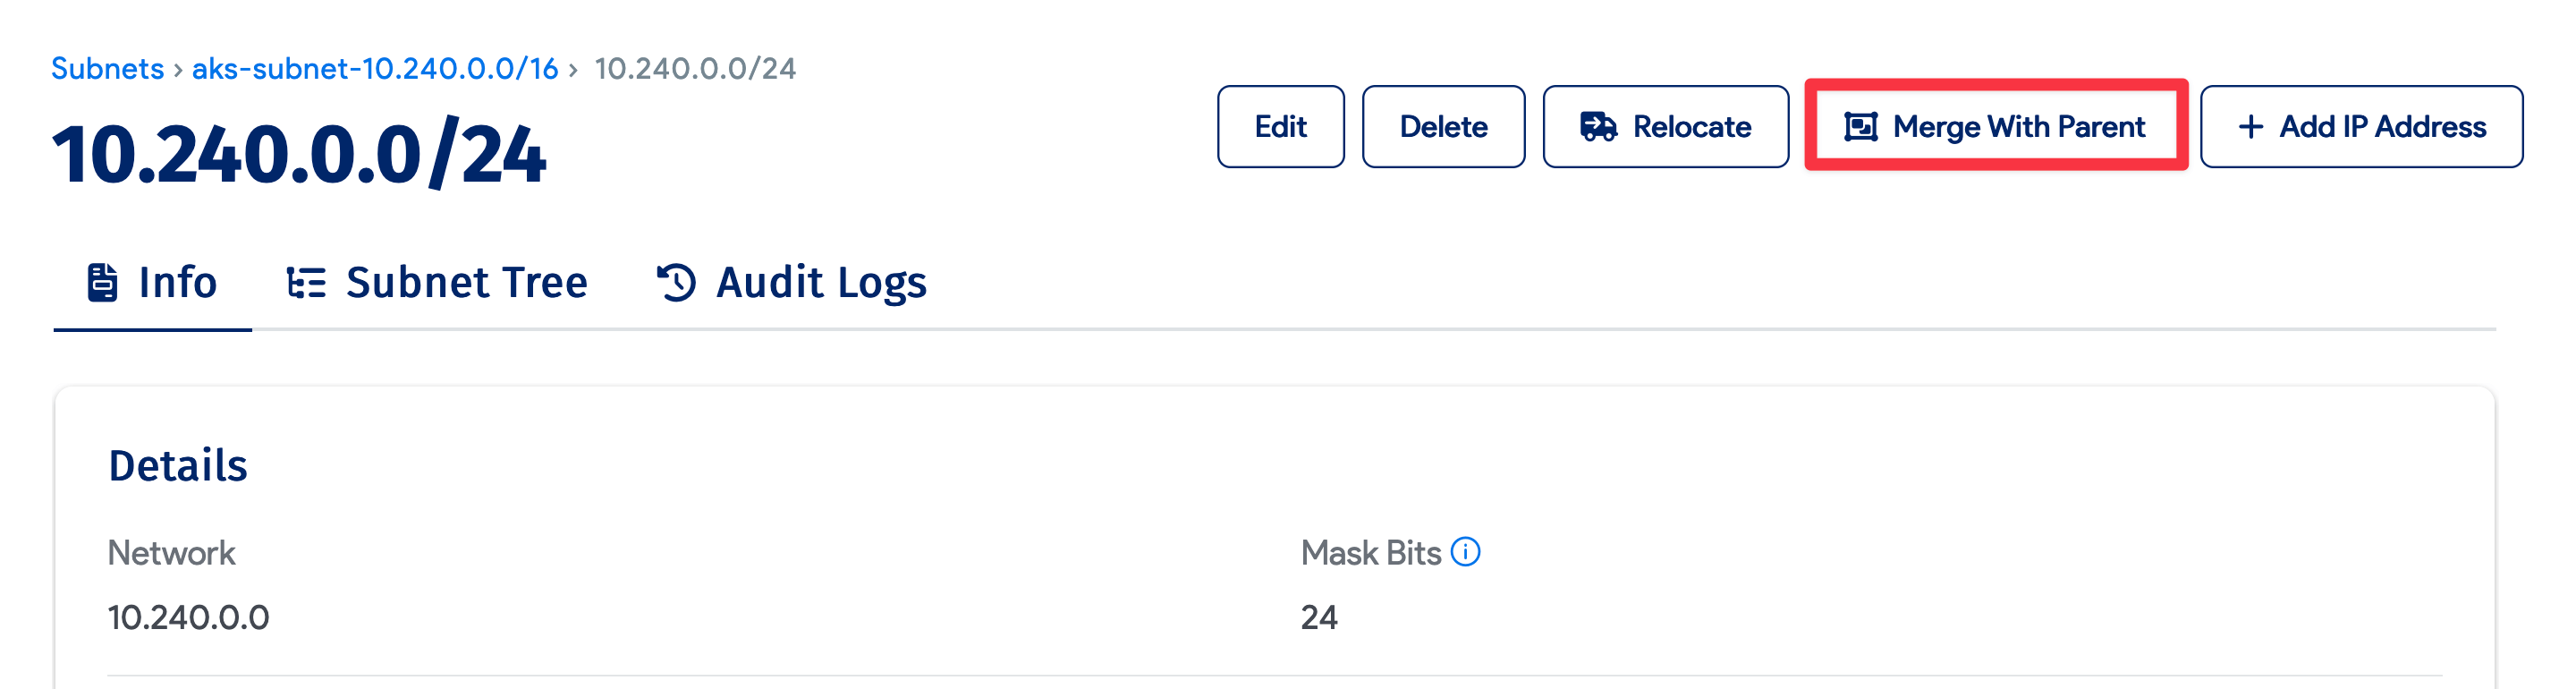 Subnets › aks-subnet-10.240.0.0/16 › 10.240.0.0/24
10.240.0.0/24
Edit
Delete
Relocate
Merge With Parent
+ Add IP Address
Info
Subnet Tree
Audit Logs
Details
Network
Mask Bits
10.240.0.0
24